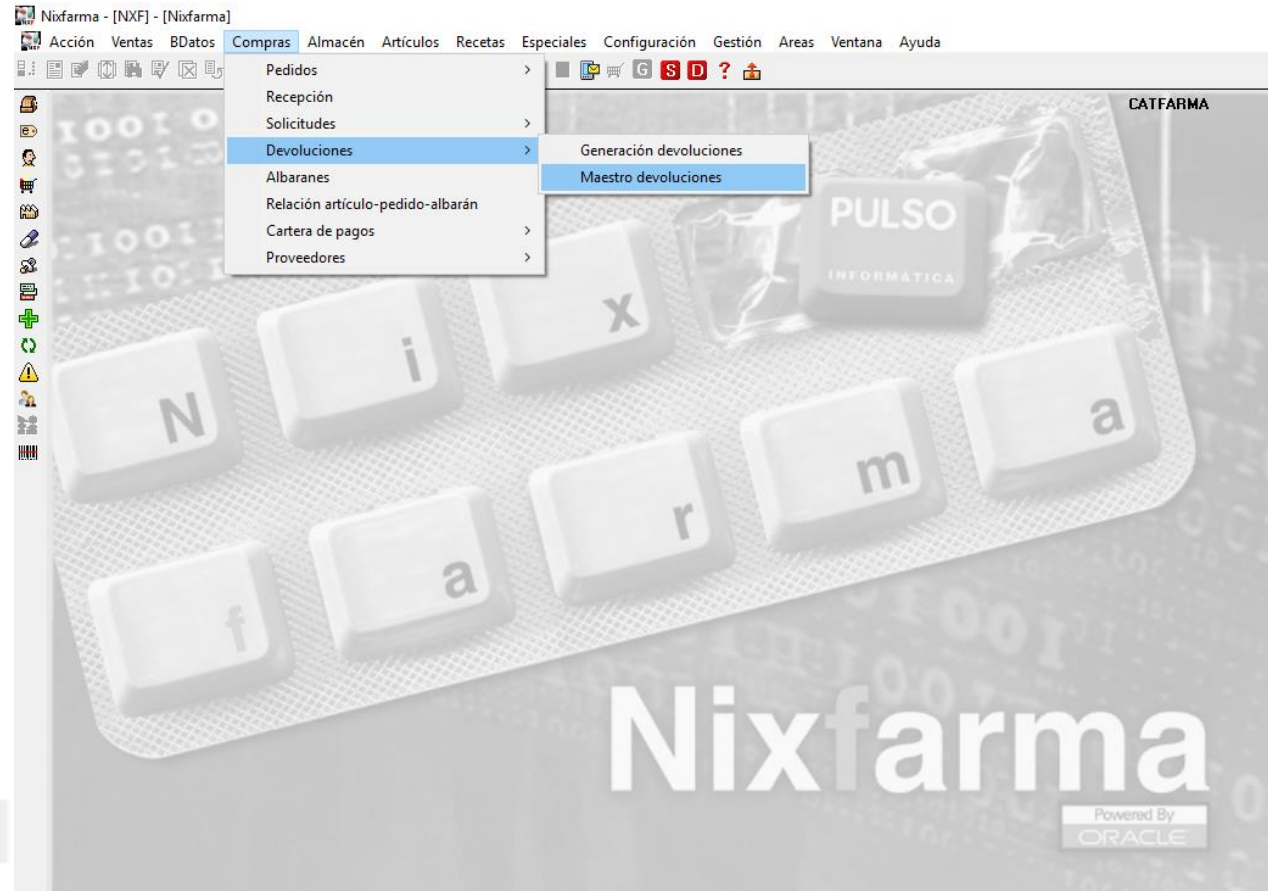 Nixfarma - [NXF] - [Nixfarma]
Acción Ventas BDatos Compras Almacén Artículos Recetas Especiales Configuración Gestión Areas Ventana Ayuda
G S D ?
CATFARMA
Pedidos
Recepción
Solicitudes
Devoluciones
Albaranes
Relación artículo-pedido-albarán
Cartera de pagos
Proveedores
Generación devoluciones
Maestro devoluciones
PULSO
INFORMÁTICA
N i x
f a r m a
Nixfarma
Powered By
ORACLE